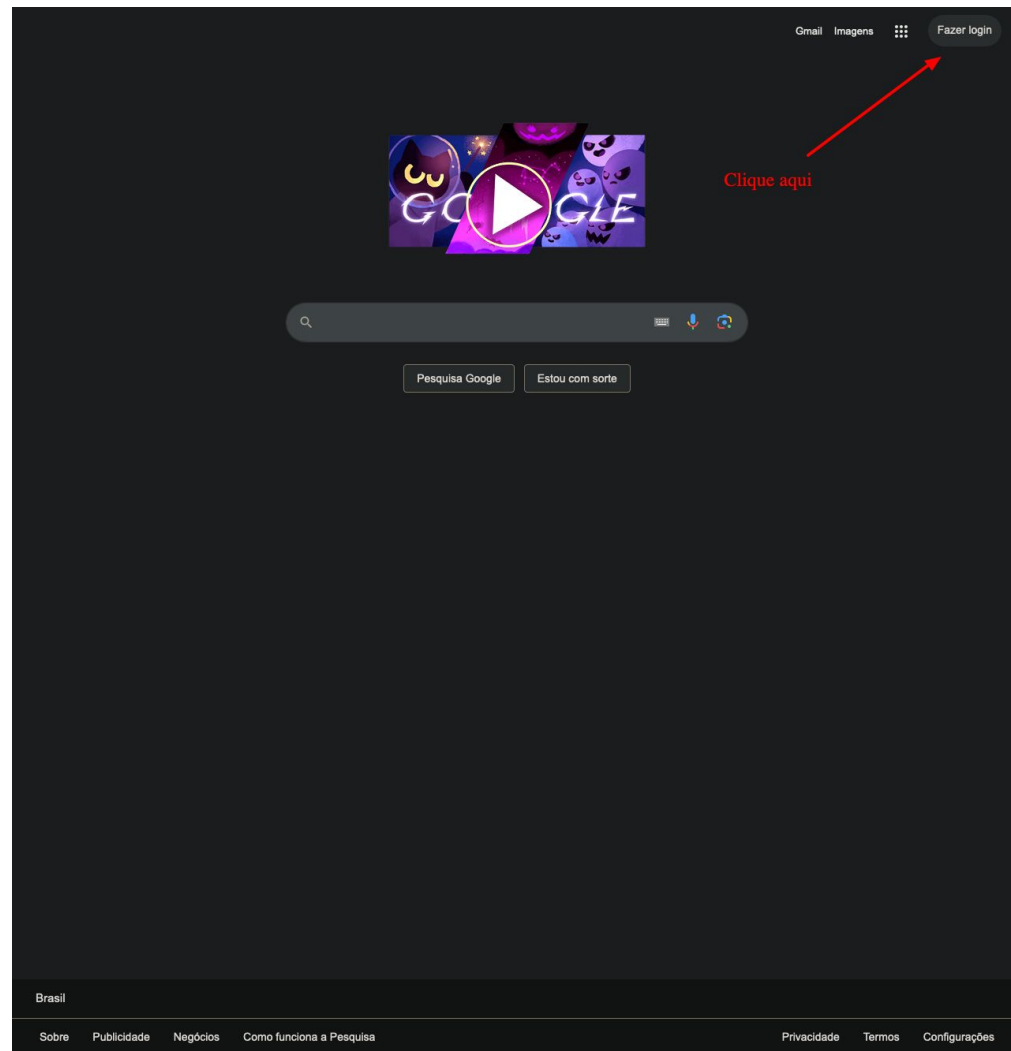 Gmail Imagens Fazer login
Clique aqui
GOOGLE
Pesquisa Google Estou com sorte
Brasil
Sobre Publicidade Negócios Como funciona a Pesquisa Privacidade Termos Configurações